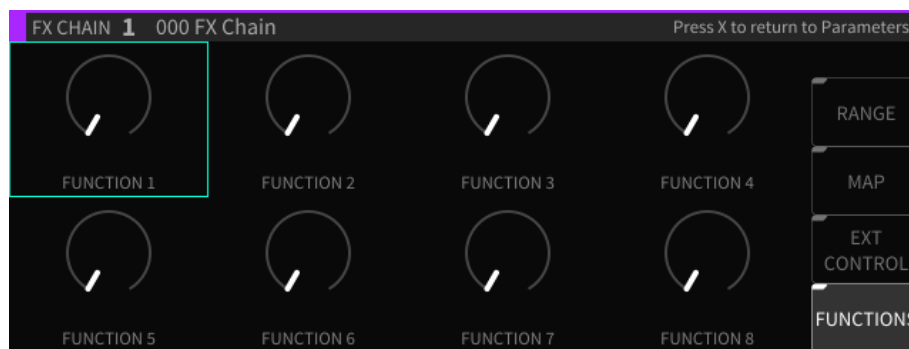 FX CHAIN 1 000 FX Chain Press X to return to Parameters
RANGE
FUNCTION 1 FUNCTION 2 FUNCTION 3 FUNCTION 4 MAP
EXT
CONTROL
FUNCTIONS
FUNCTION 5 FUNCTION 6 FUNCTION 7 FUNCTION 8